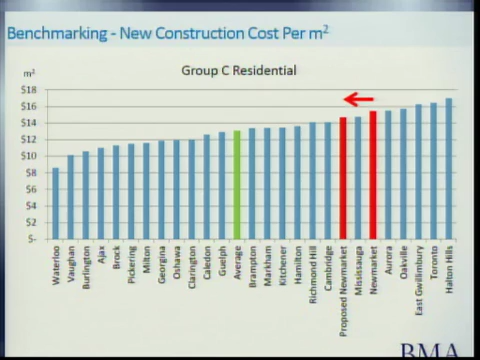 Benchmarking - New Construction Cost Per m2
m²
Group C Residential
$18
$16
$14
$12
$10
$8
$6
$4
$2
$-
Waterloo
Vaughan
Burlington
Ajax
Brock
Pickering
Milton
Georgina
Oshawa
Clarington
Caledon
Guelph
Average
Brampton
Markham
Kitchener
Hamilton
Richmond Hill
Cambridge
Proposed Newmarket
Mississauga
Newmarket
Aurora
Oakville
East Gwillimbury
Toronto
Halton Hills
BMA